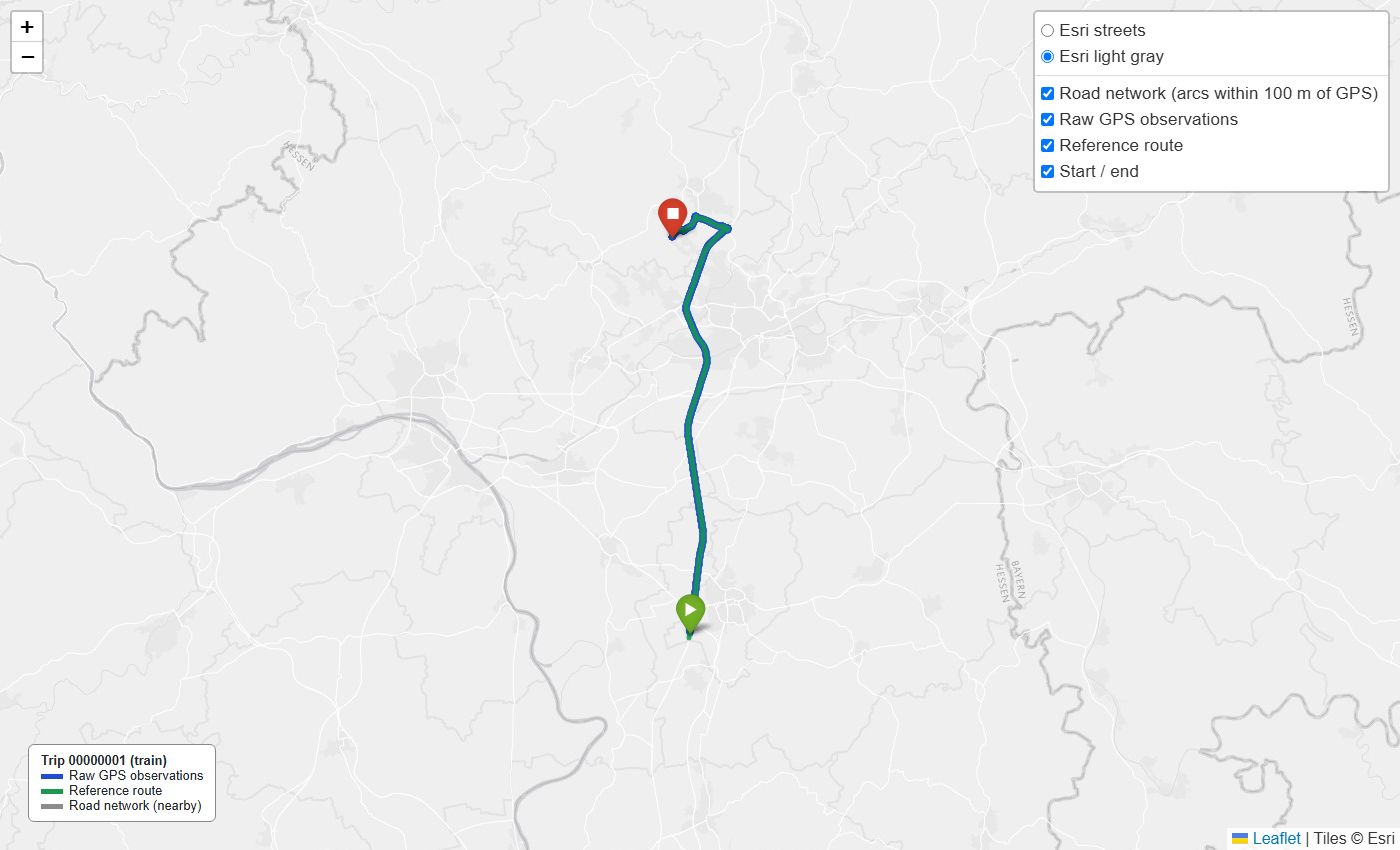 +
−
Esri streets
Esri light gray
Road network (arcs within 100 m of GPS)
Raw GPS observations
Reference route
Start / end
HESSEN
HESSEN
BAYERN
HESSEN
Trip 00000001 (train)
Raw GPS observations
Reference route
Road network (nearby)
Leaflet | Tiles © Esri